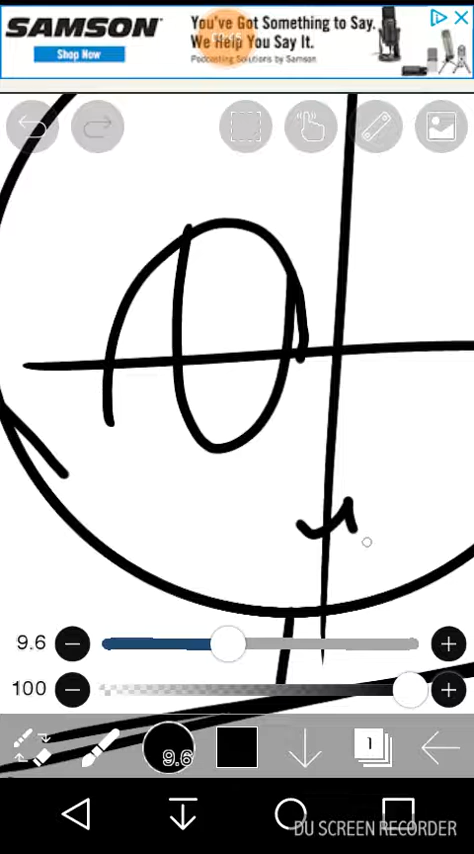 SAMSON
Shop Now
You've Got Something to Say.
We Help You Say It.
Podcasting Solutions by Samson
9.6
100
9.6
1
DU SCREEN RECORDER